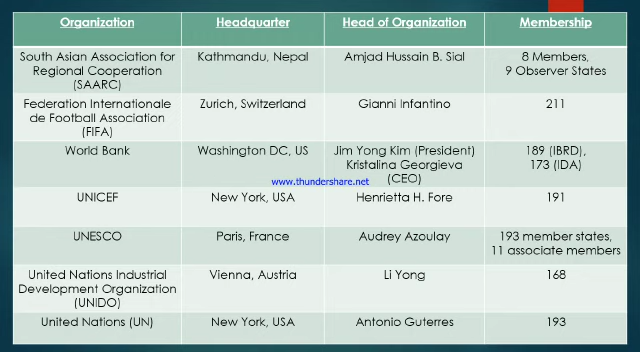 Organization
Headquarter
Head of Organization
Membership
South Asian Association for
Regional Cooperation
(SAARC)
Kathmandu, Nepal
Amjad Hussain B. Sial
8 Members,
9 Observer States
Federation Internationale
de Football Association
(FIFA)
Zurich, Switzerland
Gianni Infantino
211
World Bank
Washington DC, US
Jim Yong Kim (President)
Kristalina Georgieva
(CEO)
189 (IBRD),
173 (IDA)
www.thundershare.net
UNICEF
New York, USA
Henrietta H. Fore
191
UNESCO
Paris, France
Audrey Azoulay
193 member states,
11 associate members
United Nations Industrial
Development Organization
(UNIDO)
Vienna, Austria
Li Yong
168
United Nations (UN)
New York, USA
Antonio Guterres
193